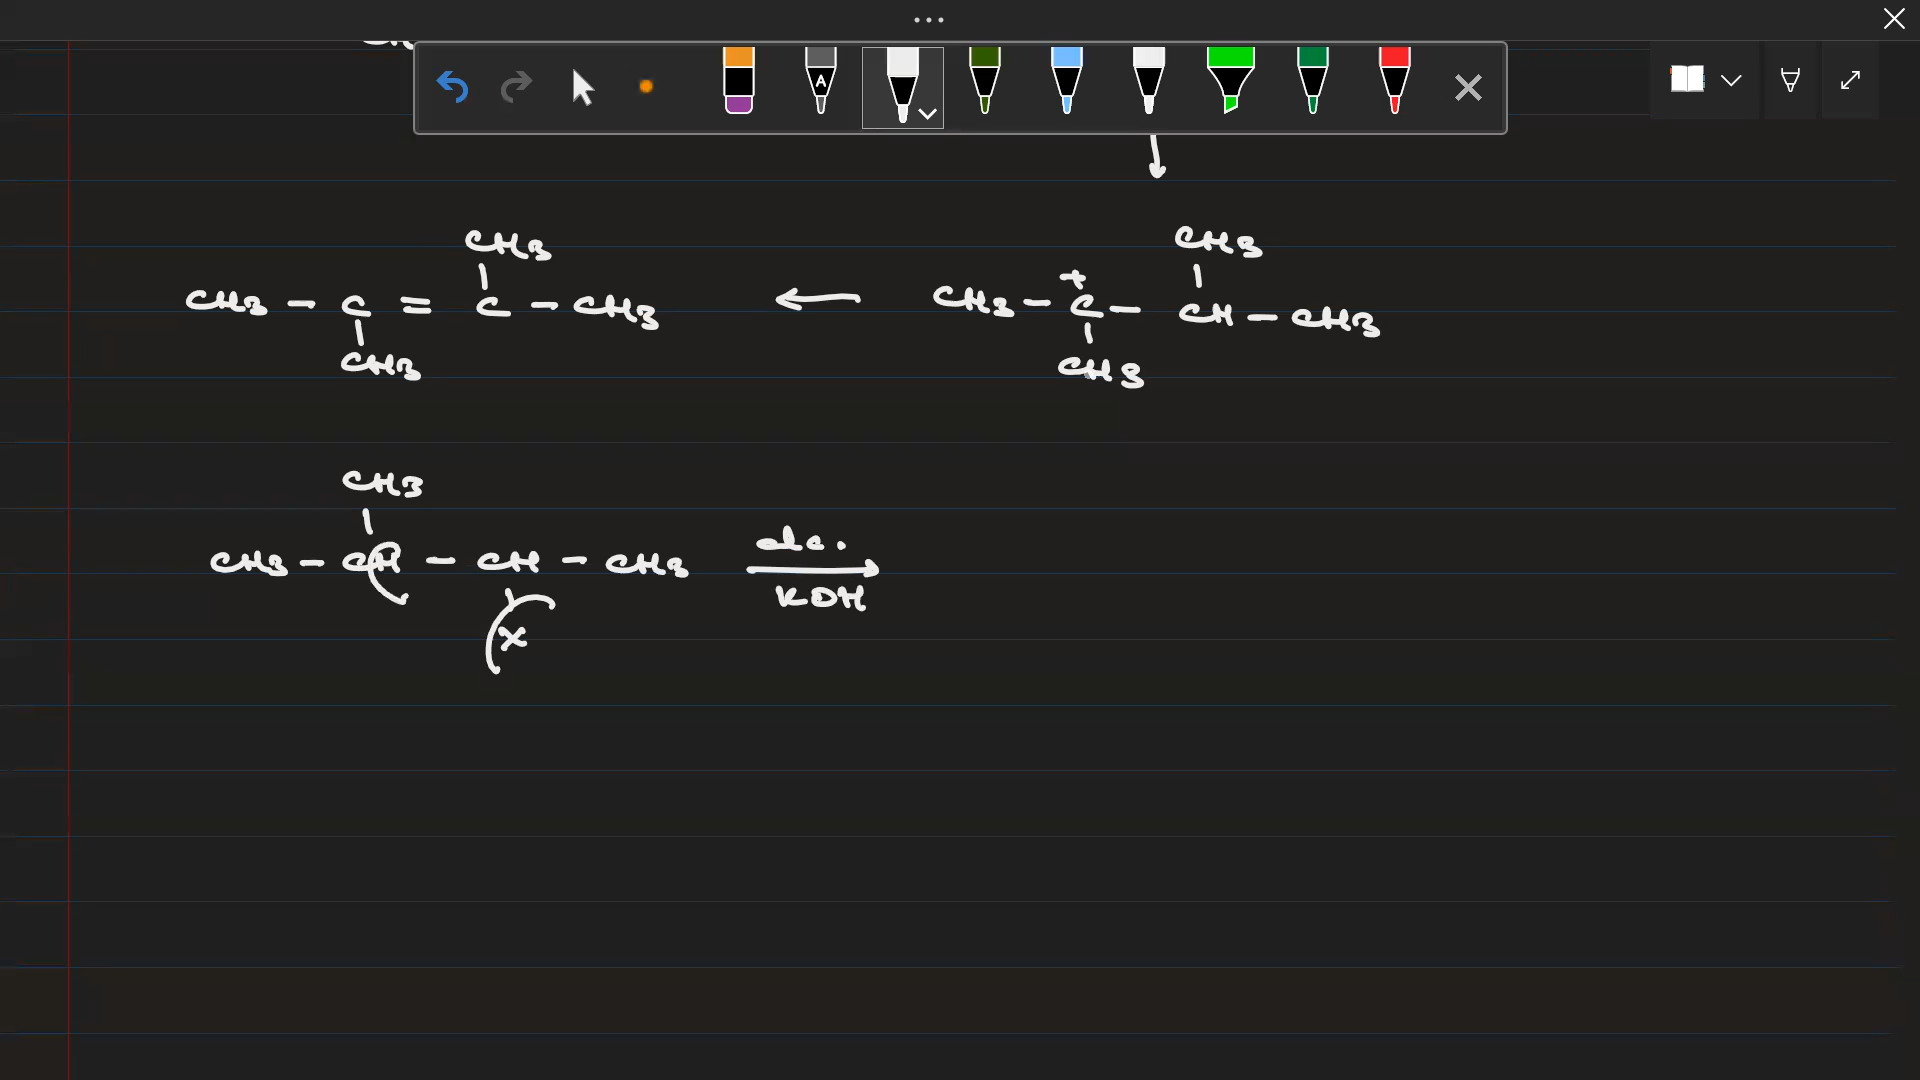 CH3 CH3
CH3 - C = C - CH3 ← CH3 - C+ - CH - CH3
CH3 CH3
CH3
CH3 - CH - CH - CH3 alc. KOH →
X